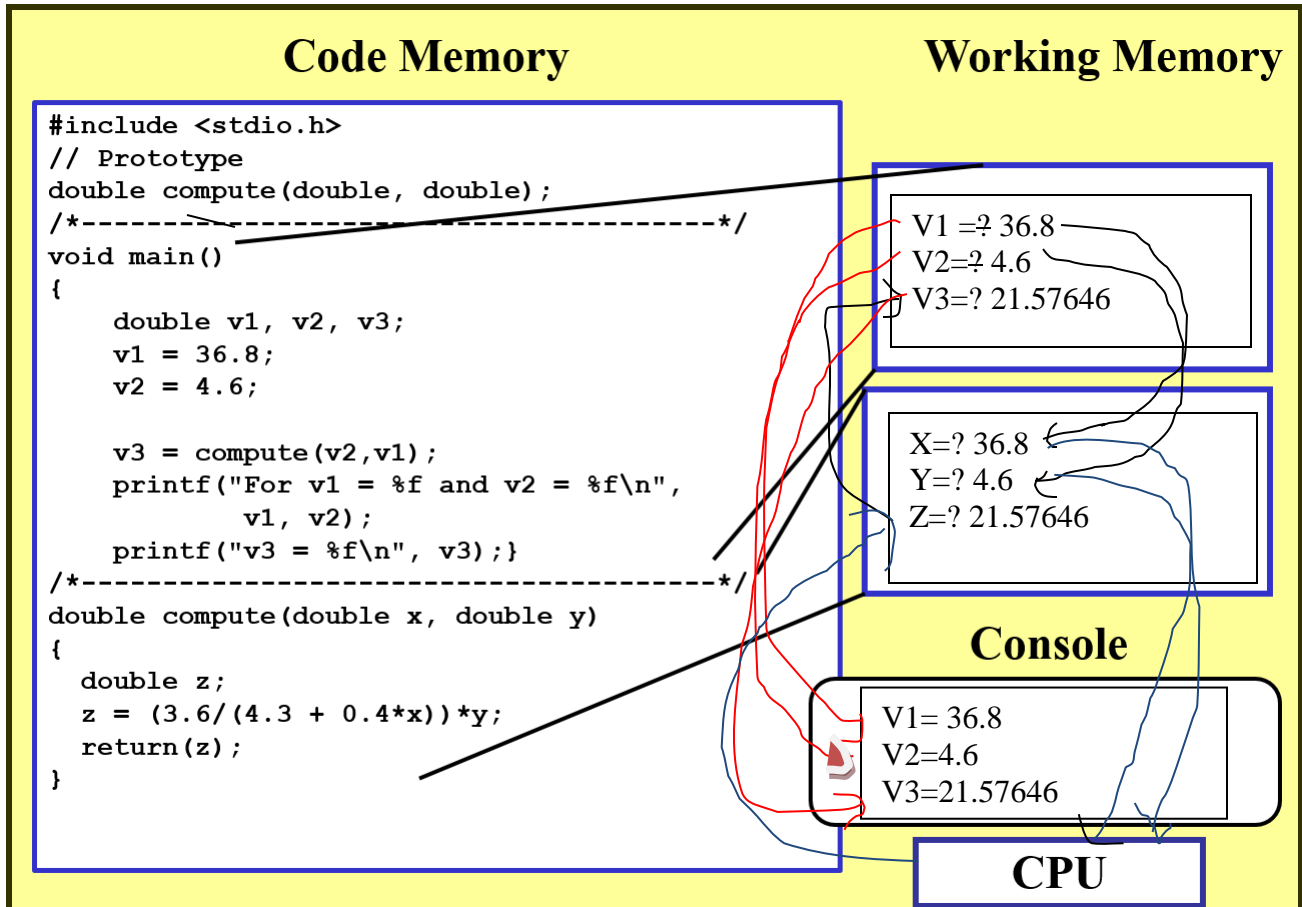 Code Memory
#include <stdio.h>
// Prototype
double compute(double, double);
/*---------------------------------------*/
void main()
{
    double v1, v2, v3;
    v1 = 36.8;
    v2 = 4.6;
    v3 = compute(v2,v1);
    printf("For v1 = %f and v2 = %f\n",
            v1, v2);
    printf("v3 = %f\n", v3);}
/*---------------------------------------*/
double compute(double x, double y)
{
  double z;
  z = (3.6/(4.3 + 0.4*x))*y;
  return(z);
}
Working Memory
V1 =? 36.8
V2=? 4.6
V3=? 21.57646
X=? 36.8
Y=? 4.6
Z=? 21.57646
Console
V1= 36.8
V2=4.6
V3=21.57646
CPU